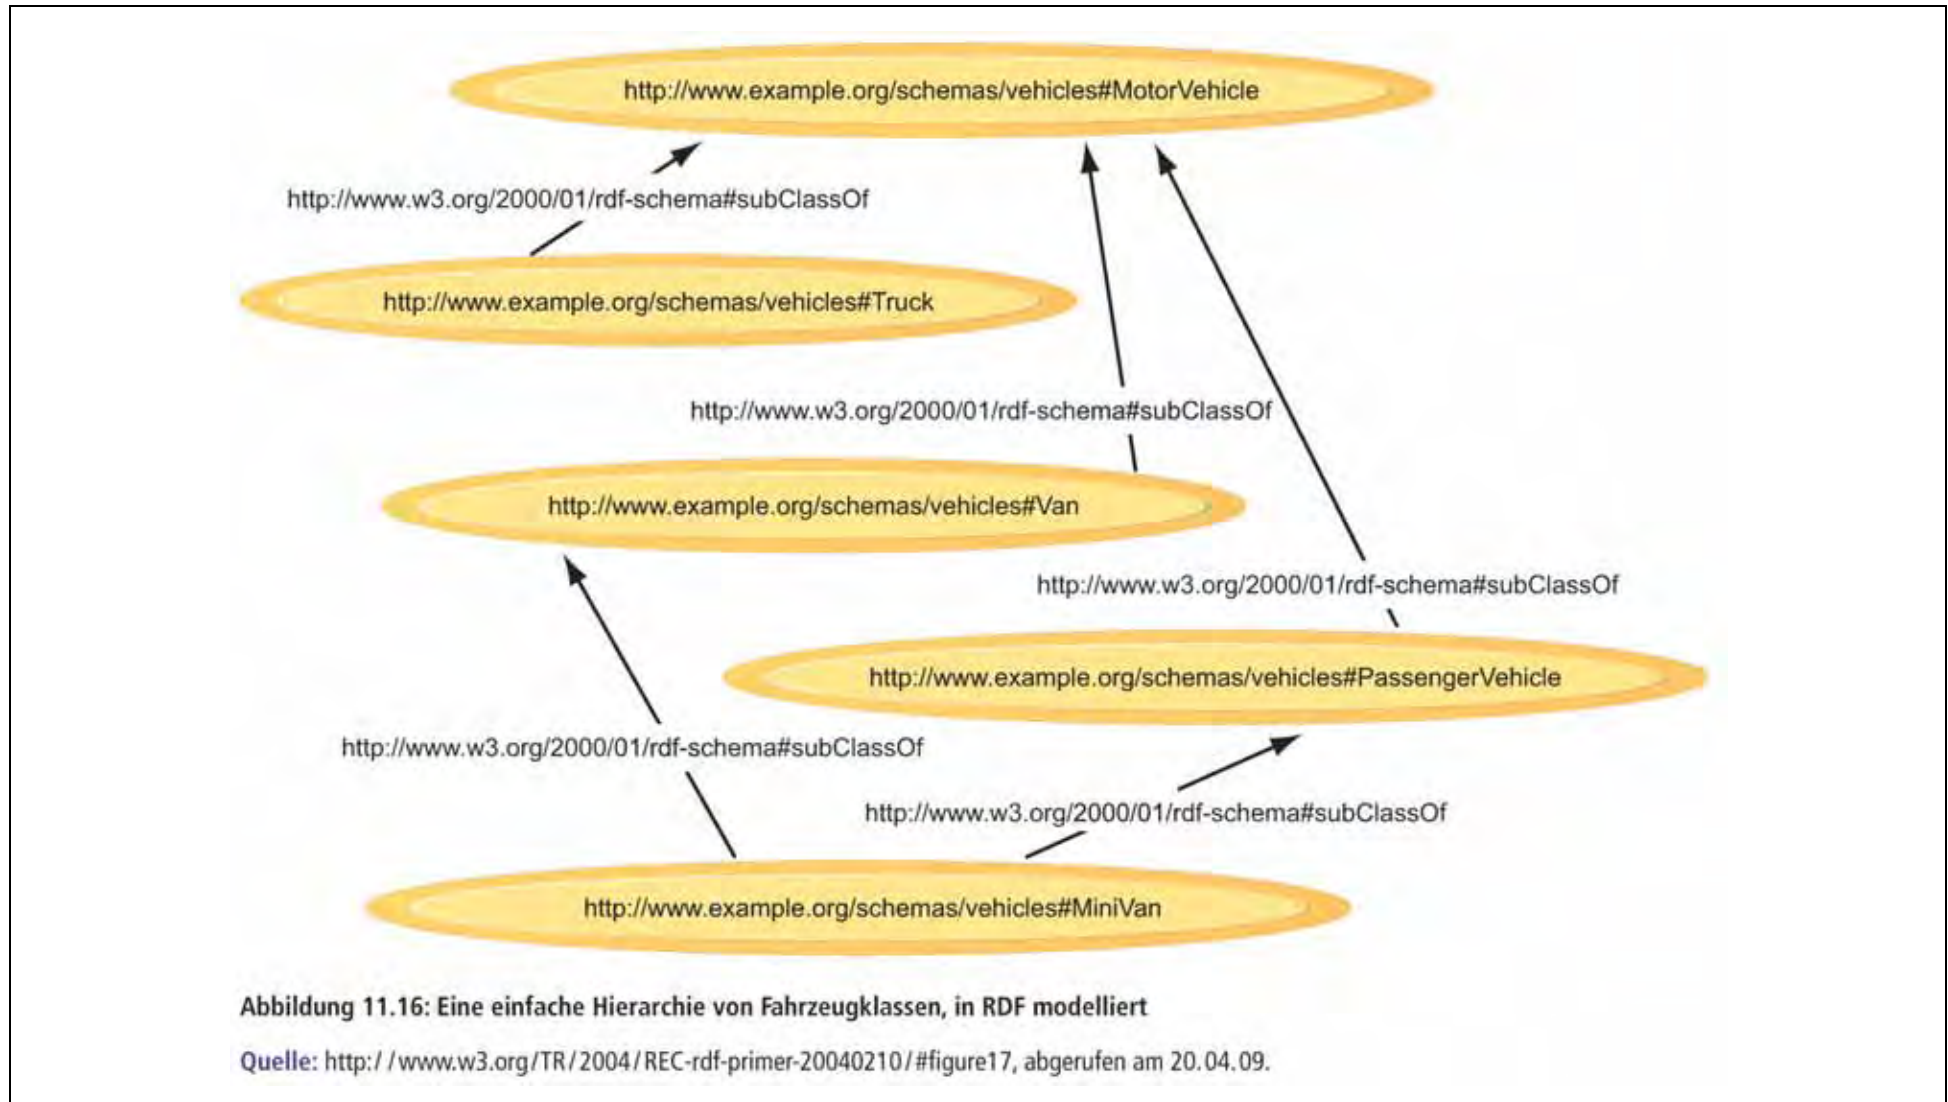 http://www.example.org/schemas/vehicles#MotorVehicle
http://www.w3.org/2000/01/rdf-schema#subClassOf
http://www.example.org/schemas/vehicles#Truck
http://www.w3.org/2000/01/rdf-schema#subClassOf
http://www.example.org/schemas/vehicles#Van
http://www.w3.org/2000/01/rdf-schema#subClassOf
http://www.example.org/schemas/vehicles#PassengerVehicle
http://www.w3.org/2000/01/rdf-schema#subClassOf
http://www.w3.org/2000/01/rdf-schema#subClassOf
http://www.example.org/schemas/vehicles#MiniVan
Abbildung 11.16: Eine einfache Hierarchie von Fahrzeugklassen, in RDF modelliert
Quelle: http://www.w3.org/TR/2004/REC-rdf-primer-20040210/#figure17, abgerufen am 20.04.09.